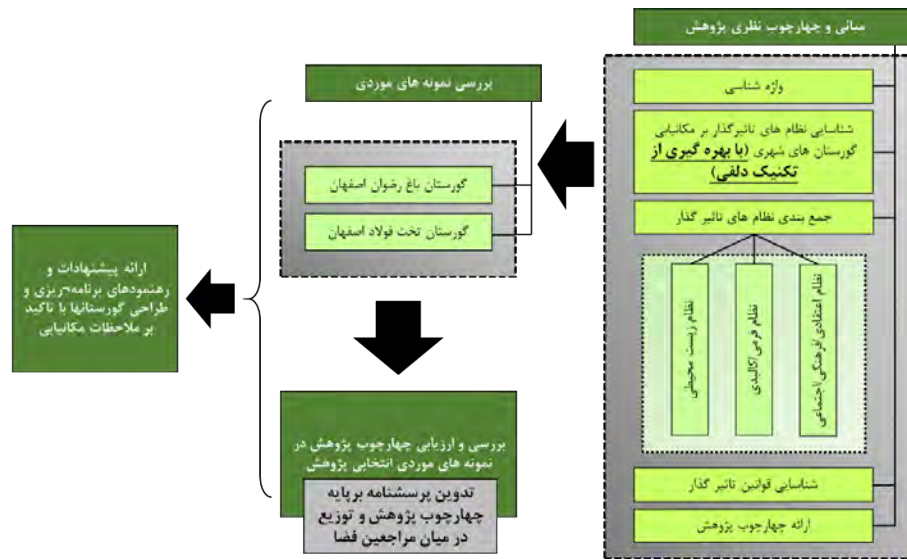 مبانی و چهارچوب نظری پژوهش
واژه شناسی
شناسایی نظام های تاثیرگذار بر مکانیابی
گورستان های شهری (با بهره گیری از
تکنیک دلفی)
جمع بندی نظام های تاثیر گذار
نظام اعتقادی/فرهنگی/اجتماعی
نظام فرمی/کالبدی
نظام زیست محیطی
شناسایی قوانین تاثیر گذار
ارائه چهارچوب پژوهش
بررسی نمونه های موردی
گورستان باغ رضوان اصفهان
گورستان تخت فولاد اصفهان
بررسی و ارزیابی چهارچوب پژوهش در
نمونه های موردی انتخابی پژوهش
تدوین پرسشنامه برپایه
چهارچوب پژوهش و توزیع
در میان مراجعین فضا
ارائه پیشنهادات و
رهنمودهای برنامه¬ریزی و
طراحی گورستانها با تاکید
بر ملاحظات مکانیابی